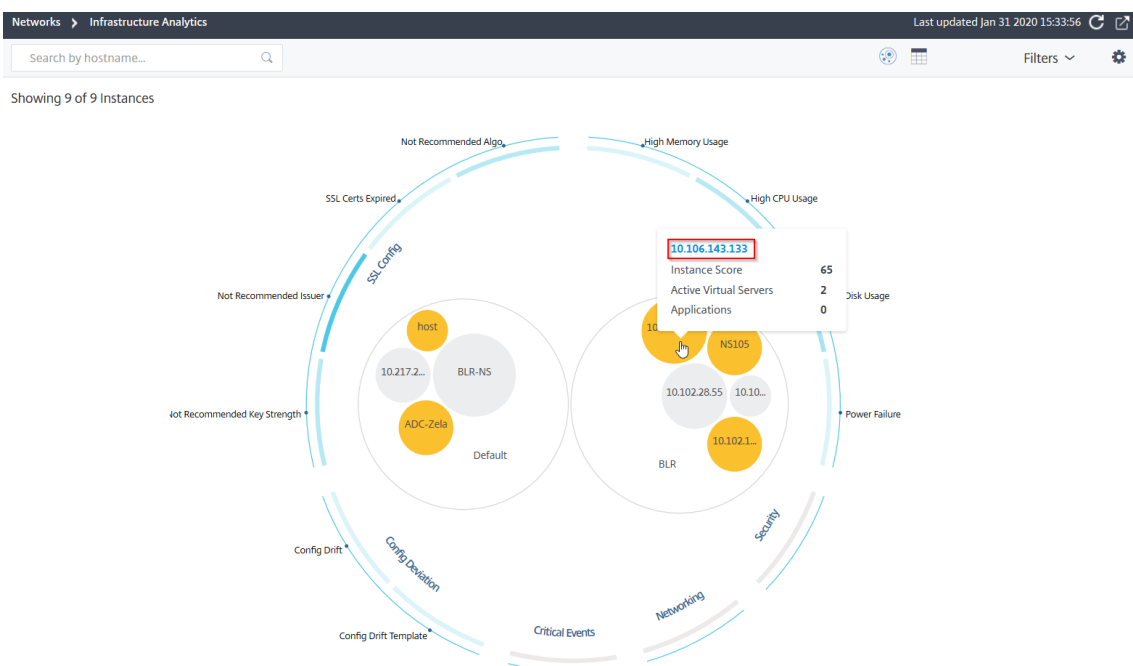 Networks > Infrastructure Analytics
Last updated Jan 31 2020 15:33:56
Search by hostname...
Filters
Showing 9 of 9 Instances
Not Recommended Algo
High Memory Usage
SSL Certs Expired
High CPU Usage
SSL Config
10.106.143.133
Instance Score 65
Active Virtual Servers 2
Applications 0
Not Recommended Issuer
Disk Usage
host
10
NS105
10.217.2...
BLR-NS
10.102.28.55
10.10...
Not Recommended Key Strength
Power Failure
ADC-Zela
10.102.1...
Default
BLR
Security
Config Drift
Config Deviation
Networking
Critical Events
Config Drift Template